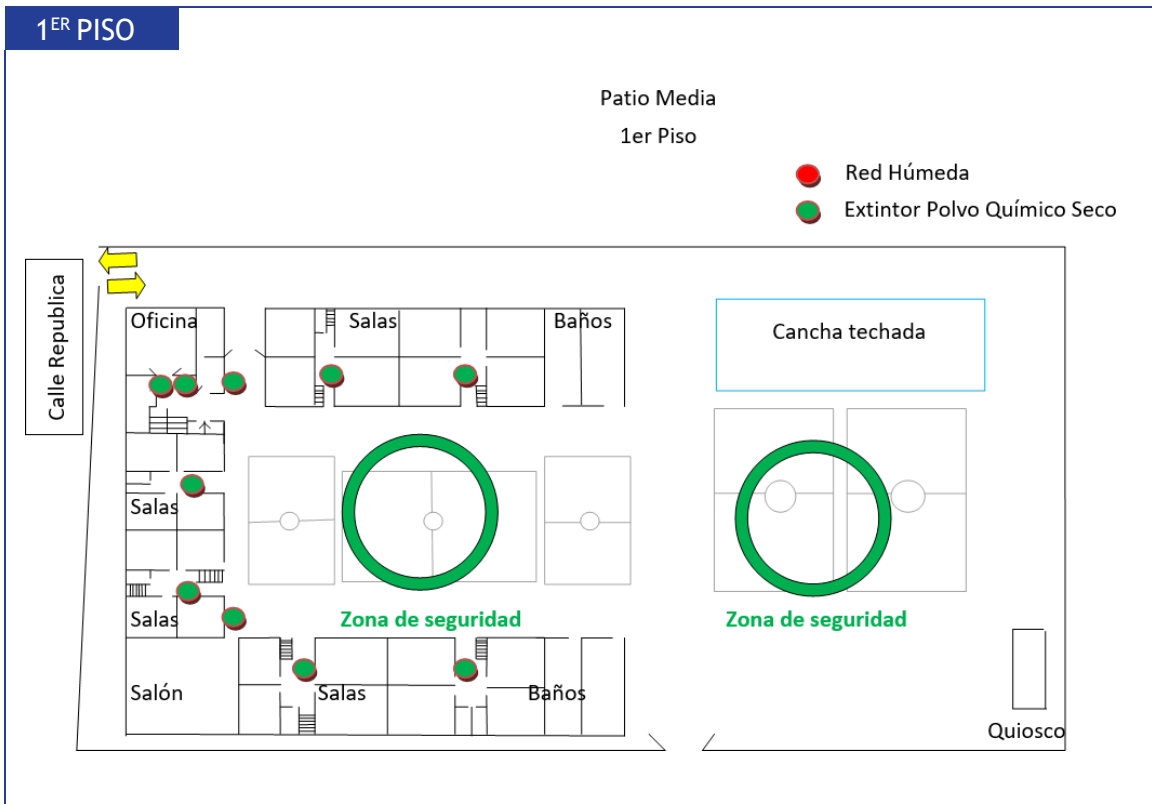 1ER PISO
Patio Media
1er Piso
Red Húmeda
Extintor Polvo Químico Seco
Calle Republica
Oficina
Salas
Baños
Cancha techada
Salas
Salas
Zona de seguridad
Zona de seguridad
Salón
Salas
Baños
Quiosco